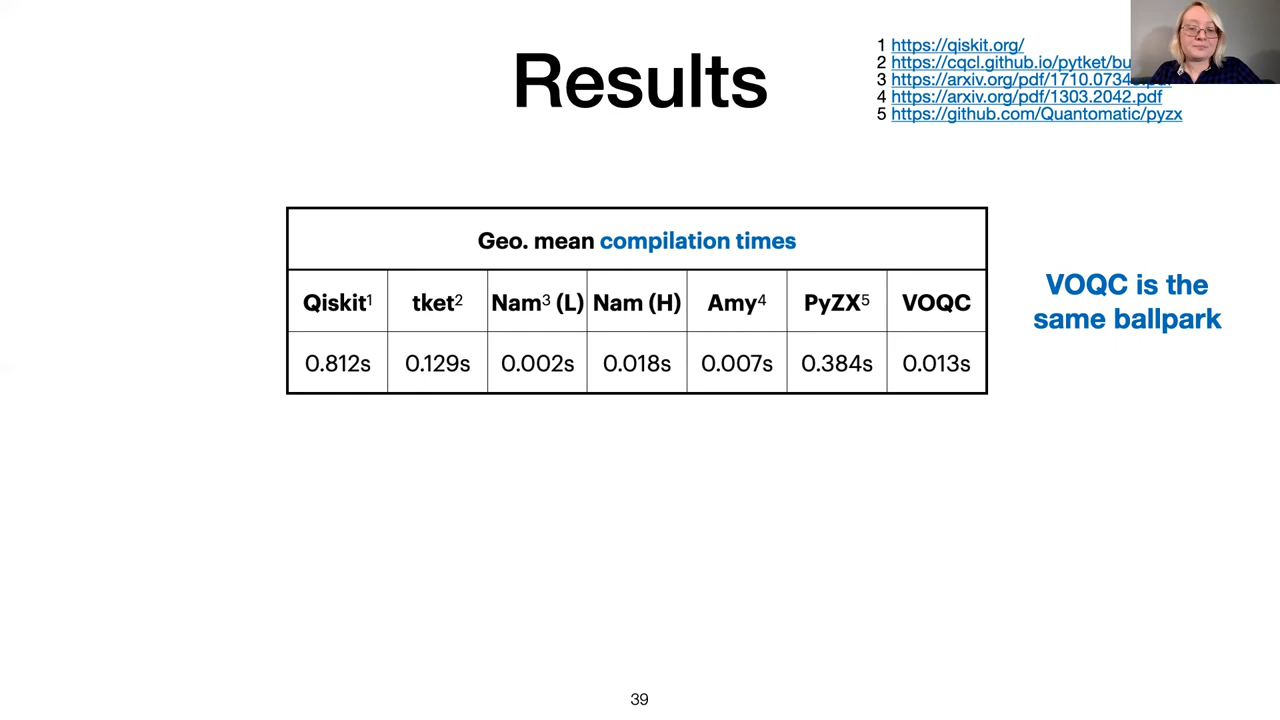 Results
1 https://qiskit.org/
2 https://cqcl.github.io/pytket/bu
3 https://arxiv.org/pdf/1710.0734
4 https://arxiv.org/pdf/1303.2042.pdf
5 https://github.com/Quantomatic/pyzx
Geo. mean compilation times
Qiskit1 tket2 Nam3 (L) Nam (H) Amy4 PyZX5 VOQC
0.812s 0.129s 0.002s 0.018s 0.007s 0.384s 0.013s
VOQC is the
same ballpark
39